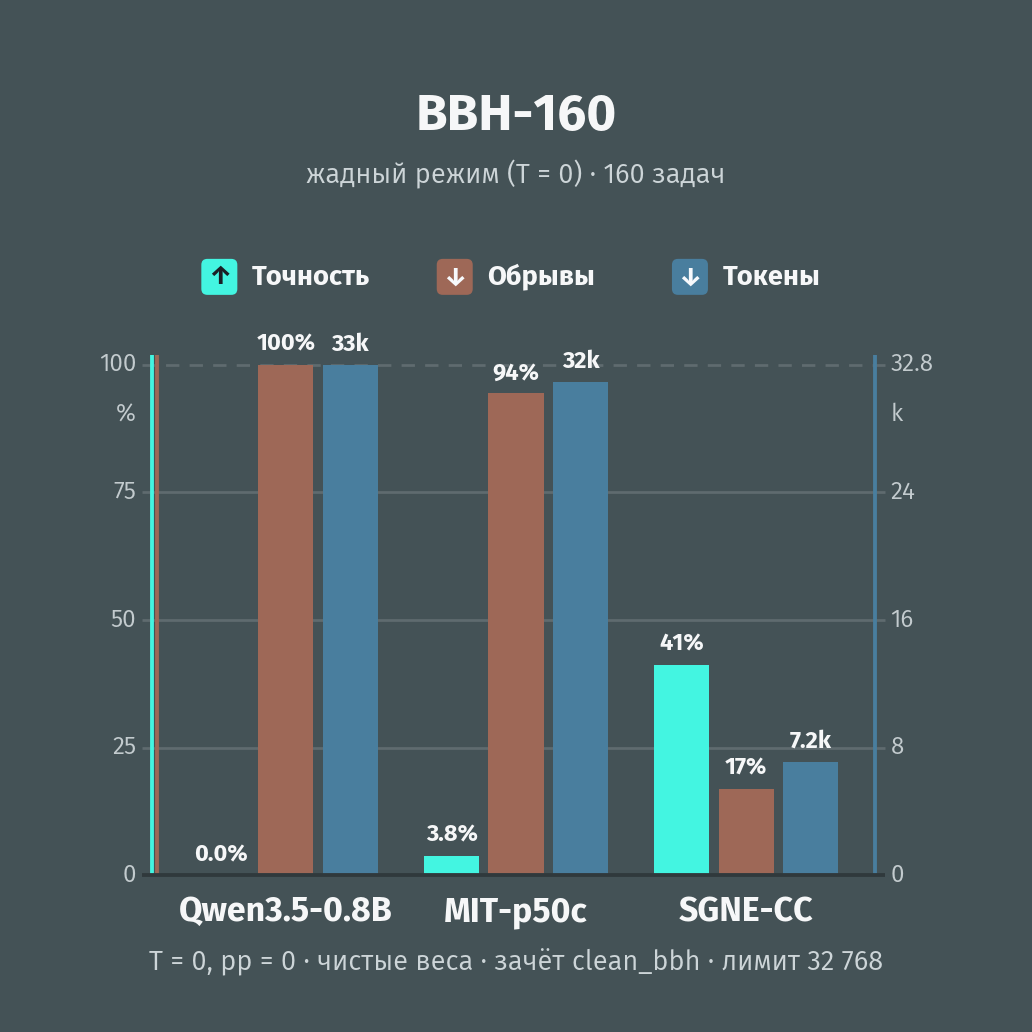 BBH-160
жадный режим (T = 0) · 160 задач
↑ Точность ↓ Обрывы ↓ Токены
100% 33k
100 94% 32k 32.8
% k
75 24
50 16
41%
25 7.2k 8
17%
3.8%
0.0%
0 0
Qwen3.5-0.8B MIT-p50c SGNE-CC
T = 0, pp = 0 · чистые веса · зачёт clean_bbh · лимит 32 768